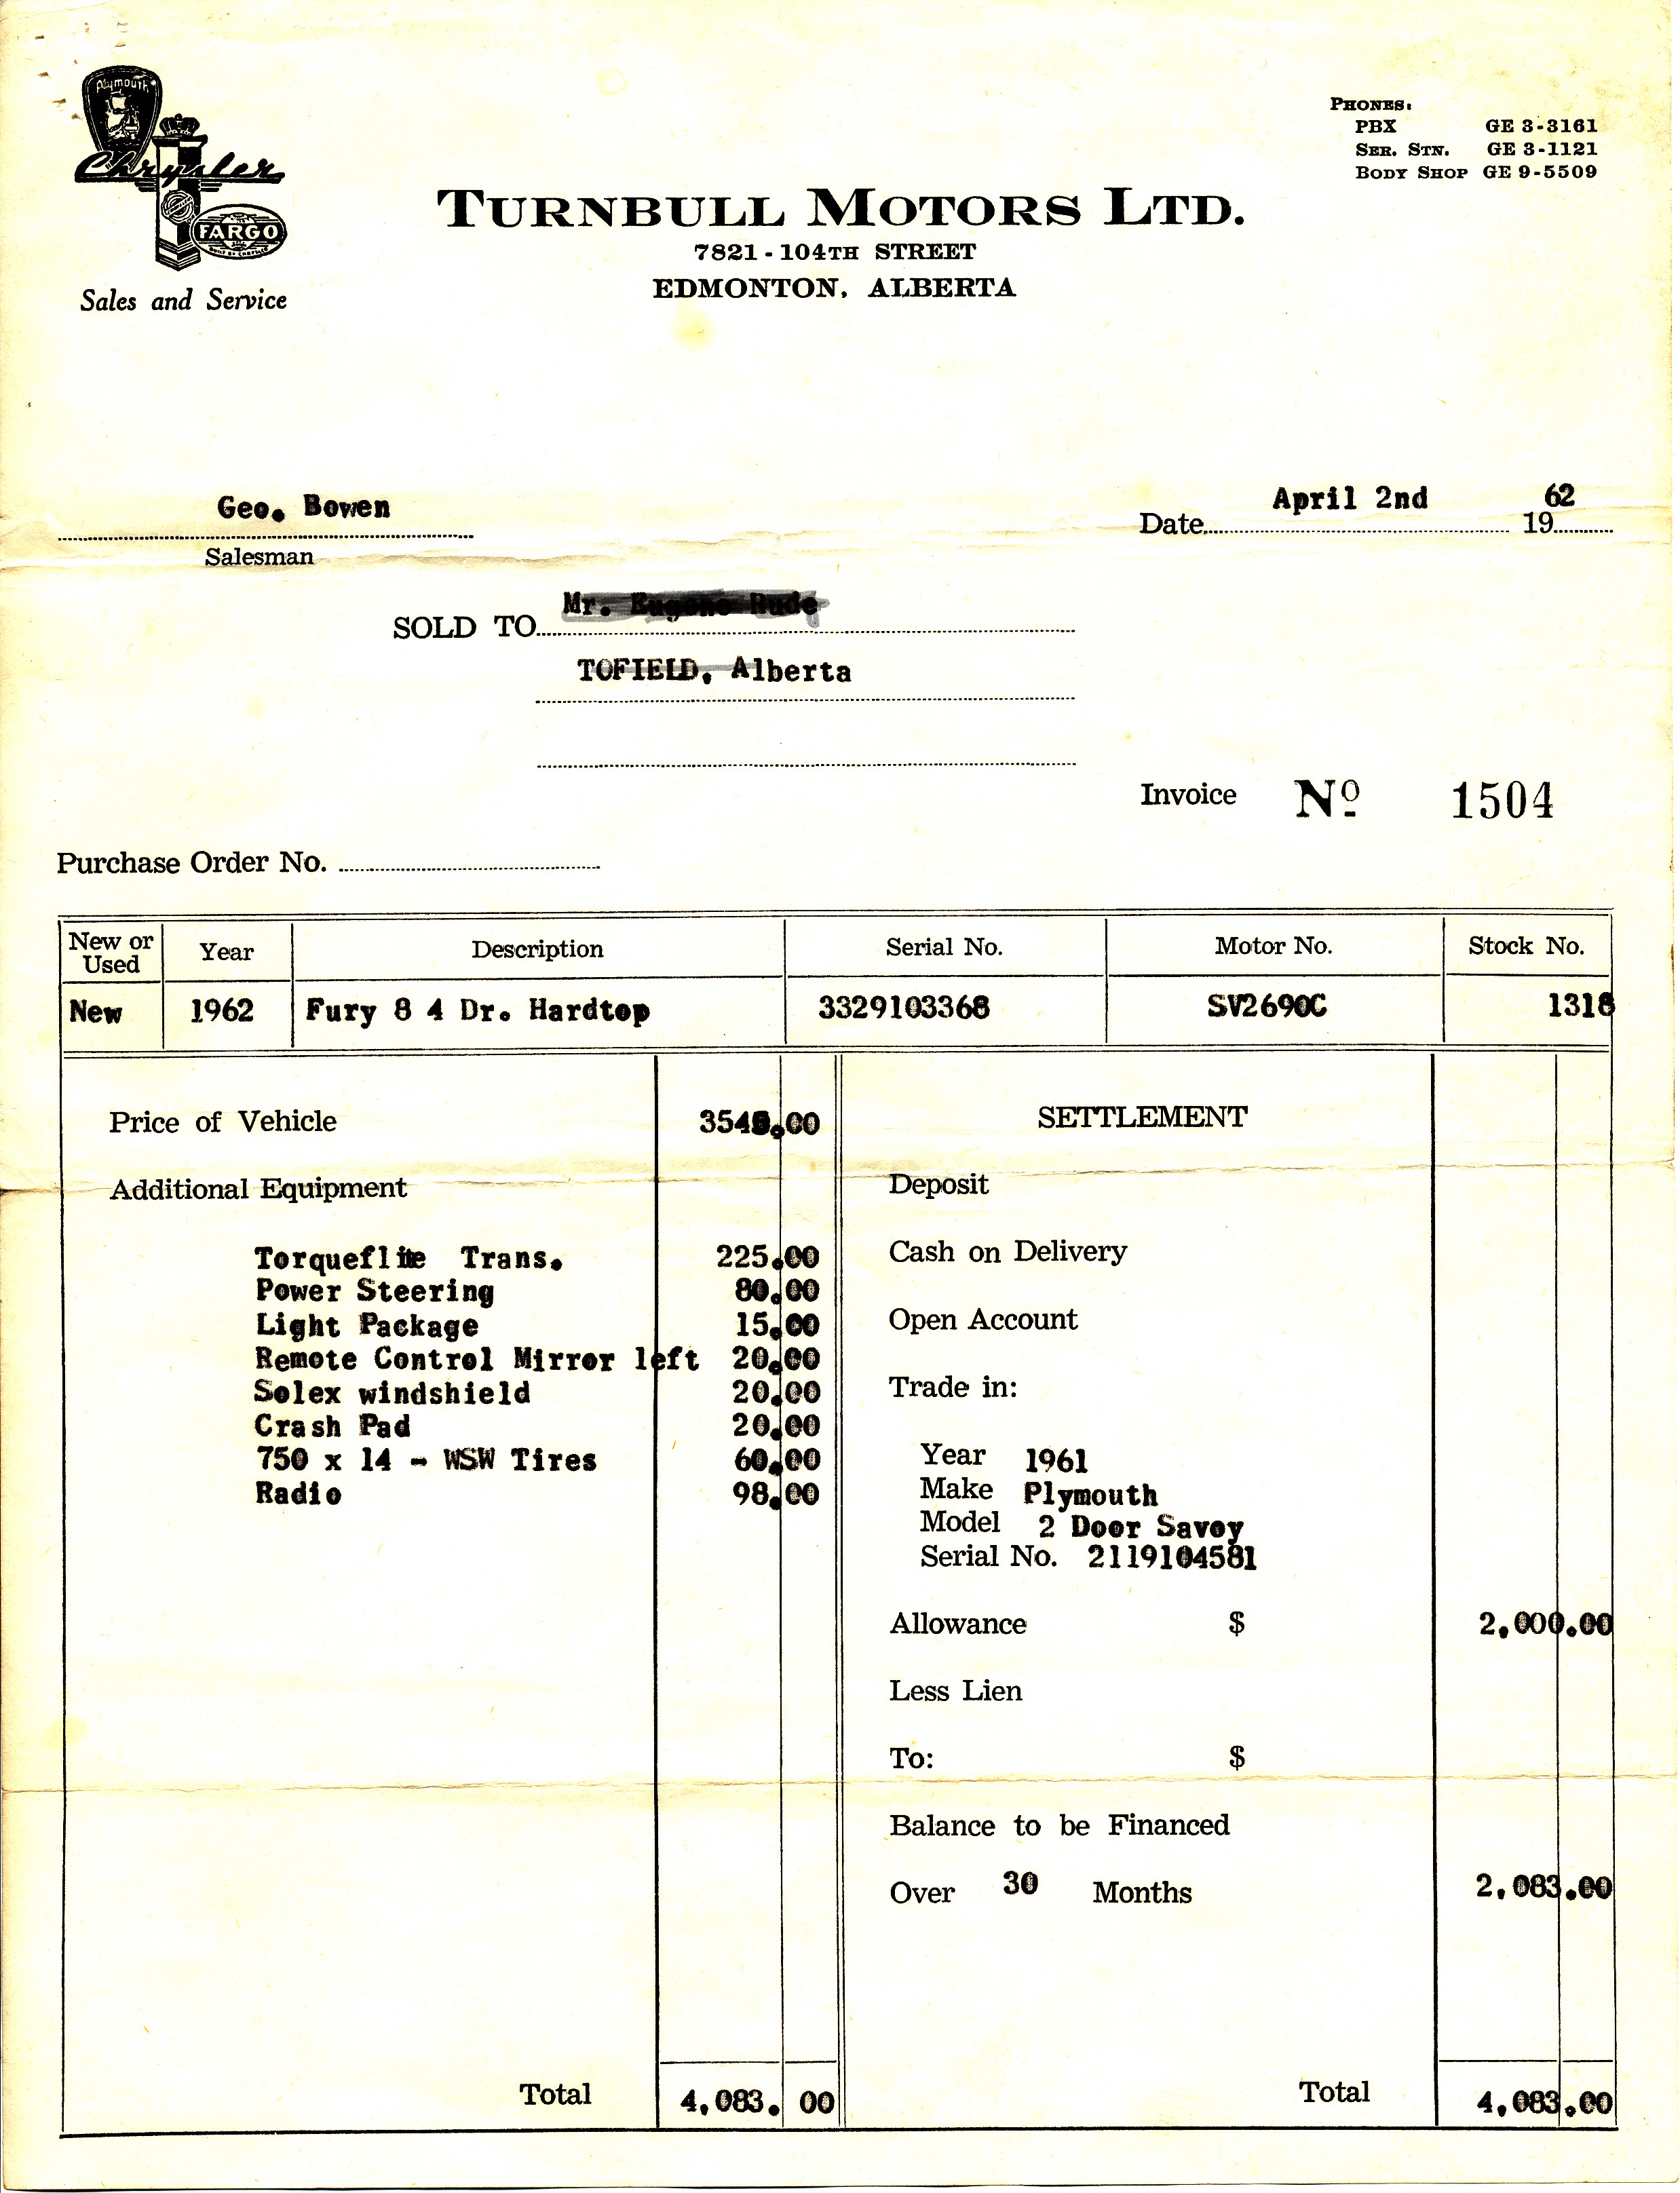 Plymouth
Chrysler
FARGO
BUILT BY CHRYSLER
Sales and Service
PHONES:
PBX GE 3-3161
SER. STN. GE 3-1121
BODY SHOP GE 9-5509
TURNBULL MOTORS LTD.
7821 - 104TH STREET
EDMONTON, ALBERTA
Geo. Bowen
Salesman
Date April 2nd 19 62
SOLD TO Mr.
TOFIELD, Alberta
Invoice Nº 1504
Purchase Order No.
New or Used Year Description Serial No. Motor No. Stock No.
New 1962 Fury 8 4 Dr. Hardtop 3329103368 SV2690C 1318
Price of Vehicle 3545.00
Additional Equipment
Torqueflite Trans. 225.00
Power Steering 80.00
Light Package 15.00
Remote Control Mirror left 20.00
Solex windshield 20.00
Crash Pad 20.00
750 x 14 - WSW Tires 60.00
Radio 98.00
Total 4,083. 00
SETTLEMENT
Deposit
Cash on Delivery
Open Account
Trade in:
Year 1961
Make Plymouth
Model 2 Door Savoy
Serial No. 2119104581
Allowance $ 2,000.00
Less Lien
To: $
Balance to be Financed
Over 30 Months 2,083.00
Total 4,083.00